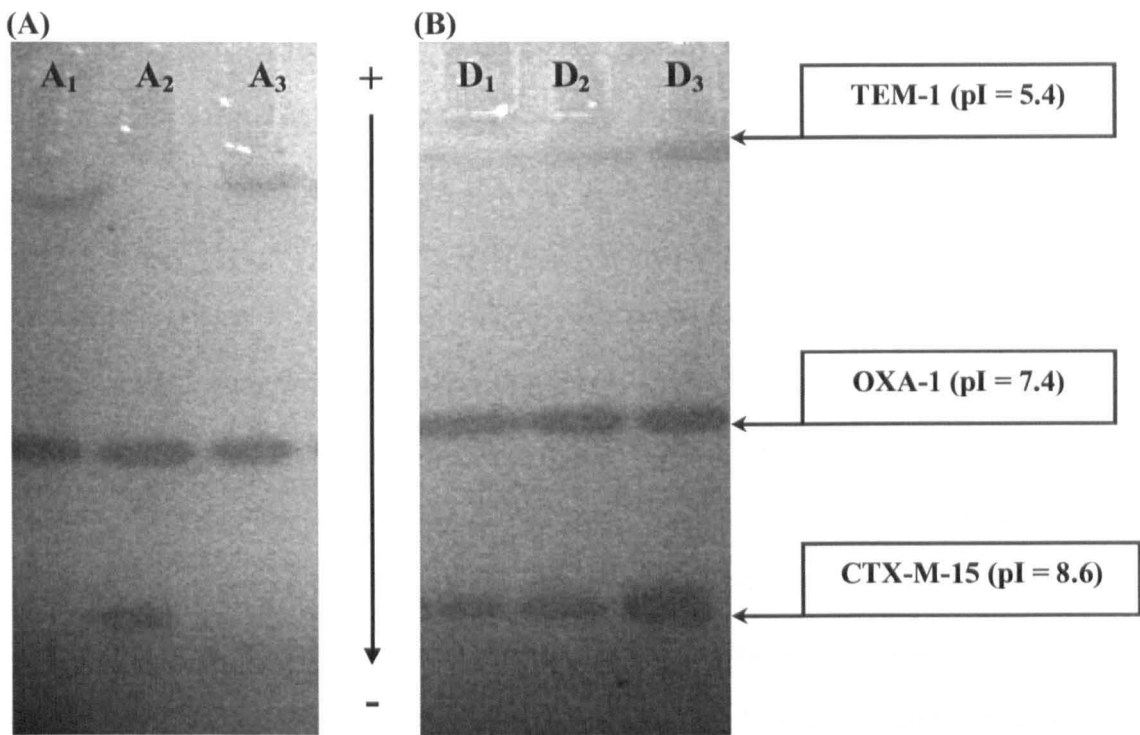 (A)
A₁ A₂ A₃
+
-
(B)
D₁ D₂ D₃
TEM-1 (pI = 5.4)
OXA-1 (pI = 7.4)
CTX-M-15 (pI = 8.6)